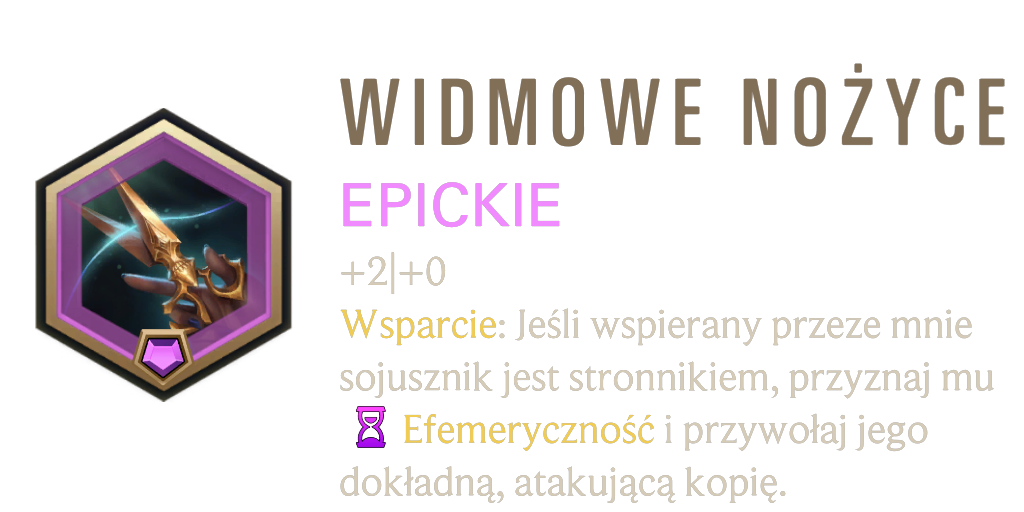 WIDMOWE NOŻYCE
EPICKIE
+2|+0
Wsparcie: Jeśli wspierany przeze mnie
sojusznik jest stronnikiem, przyznaj mu
Efemeryczność i przywołaj jego
dokładną, atakującą kopię.